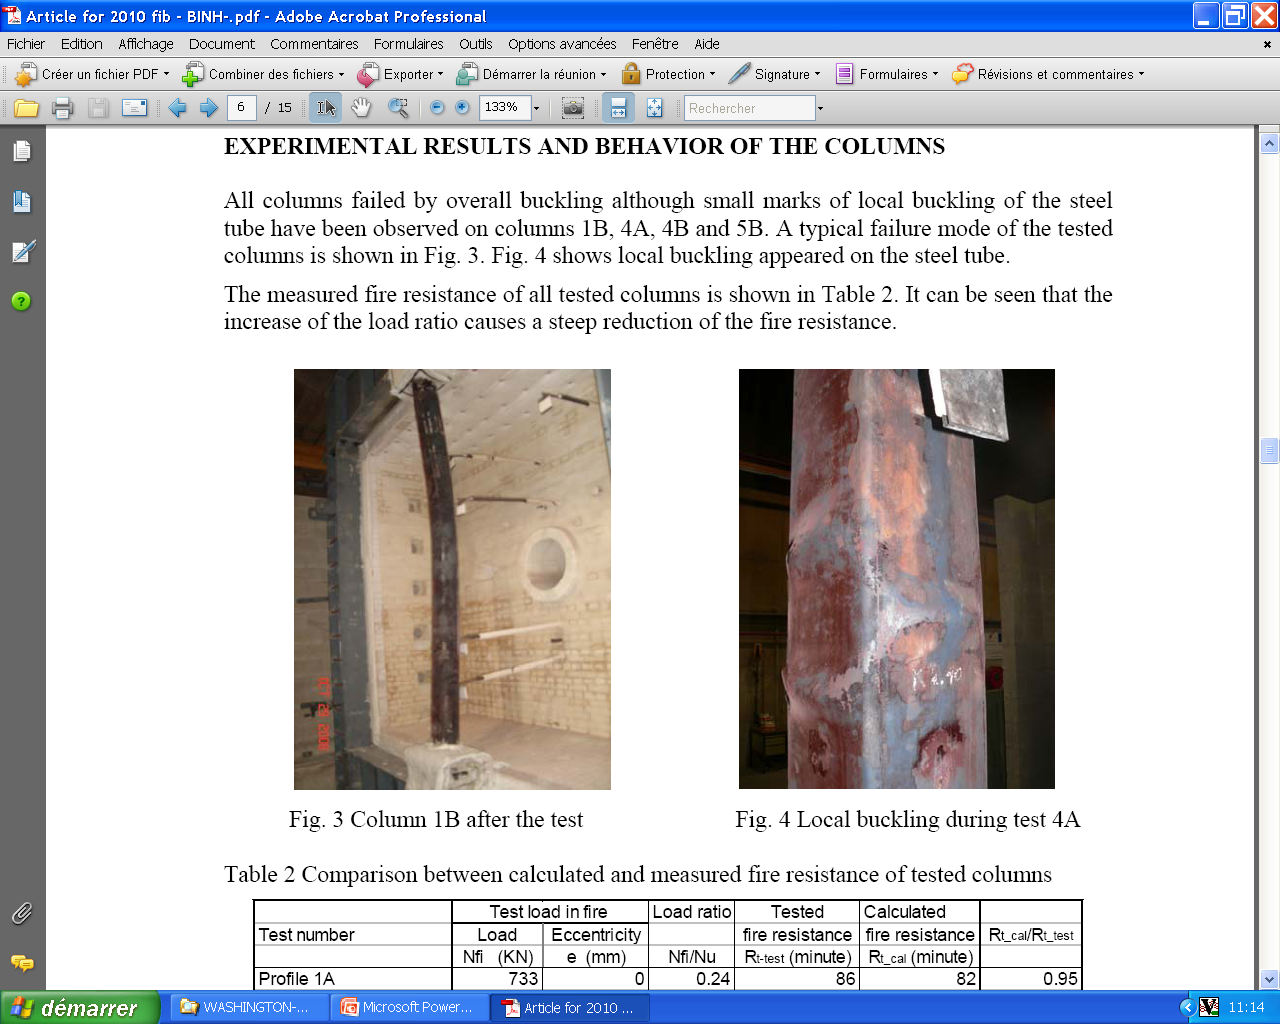 Article for 2010 fib - BINH-.pdf - Adobe Acrobat Professional
Fichier Edition Affichage Document Commentaires Formulaires Outils Options avancées Fenêtre Aide
Créer un fichier PDF Combiner des fichiers Exporter Démarrer la réunion Protection Signature Formulaires Révisions et commentaires
6 / 15 133% Rechercher
EXPERIMENTAL RESULTS AND BEHAVIOR OF THE COLUMNS
All columns failed by overall buckling although small marks of local buckling of the steel
tube have been observed on columns 1B, 4A, 4B and 5B. A typical failure mode of the tested
columns is shown in Fig. 3. Fig. 4 shows local buckling appeared on the steel tube.
The measured fire resistance of all tested columns is shown in Table 2. It can be seen that the
increase of the load ratio causes a steep reduction of the fire resistance.
Fig. 3 Column 1B after the test
Fig. 4 Local buckling during test 4A
Table 2 Comparison between calculated and measured fire resistance of tested columns
Test load in fire Load ratio Tested Calculated
Test number Load Eccentricity fire resistance fire resistance Rt_cal/Rt_test
Nfi (KN) e (mm) Nfi/Nu Rt-test (minute) Rt_cal (minute)
Profile 1A 733 0 0.24 86 82 0.95
démarrer WASHINGTON-... Microsoft Power... Article for 2010 ... 11:14